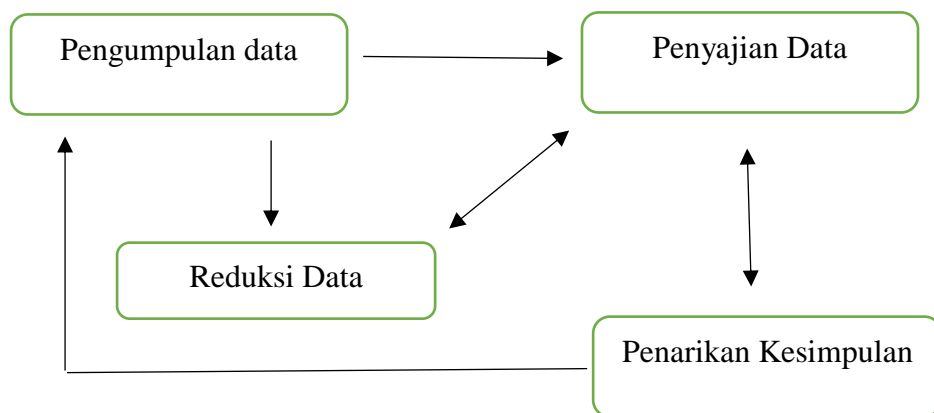 Pengumpulan data
Penyajian Data
Reduksi Data
Penarikan Kesimpulan